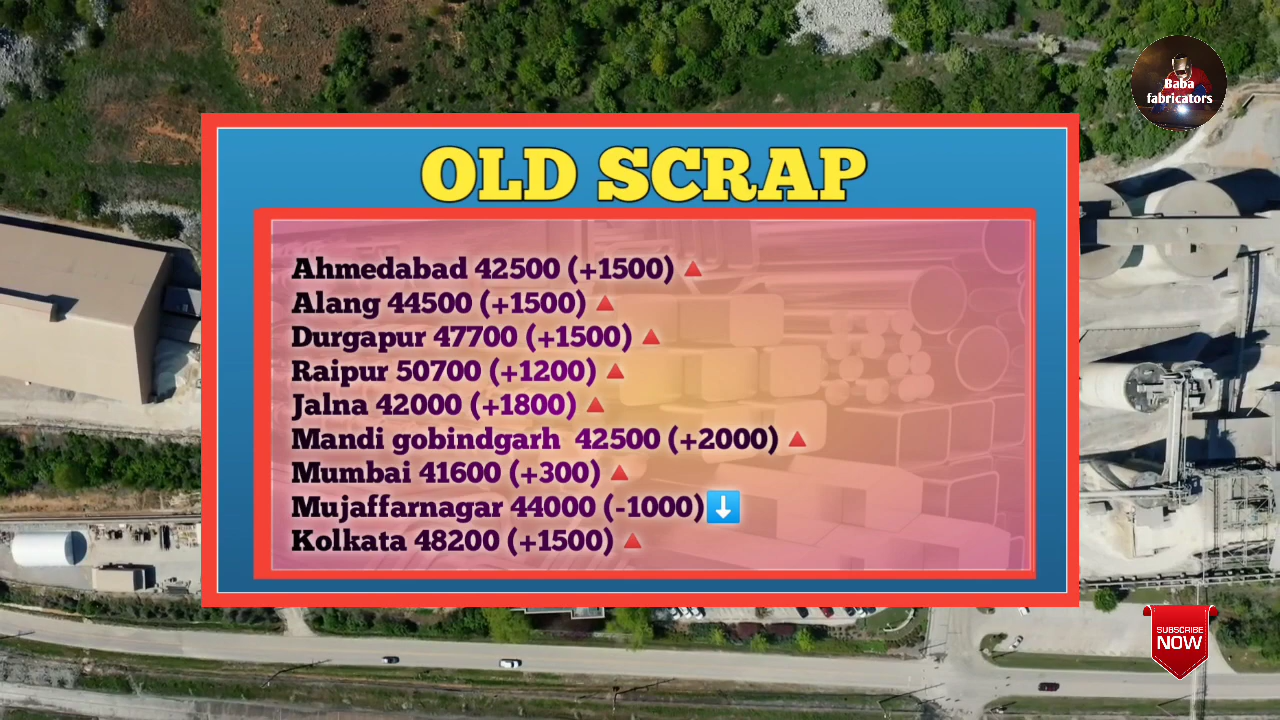 Baba
fabricators
OLD SCRAP
Ahmedabad 42500 (+1500)🔺
Alang 44500 (+1500)🔺
Durgapur 47700 (+1500)🔺
Raipur 50700 (+1200)🔺
Jalna 42000 (+1800)🔺
Mandi gobindgarh 42500 (+2000)🔺
Mumbai 41600 (+300)🔺
Mujaffarnagar 44000 (-1000)⬇️
Kolkata 48200 (+1500)🔺
SUBSCRIBE
NOW